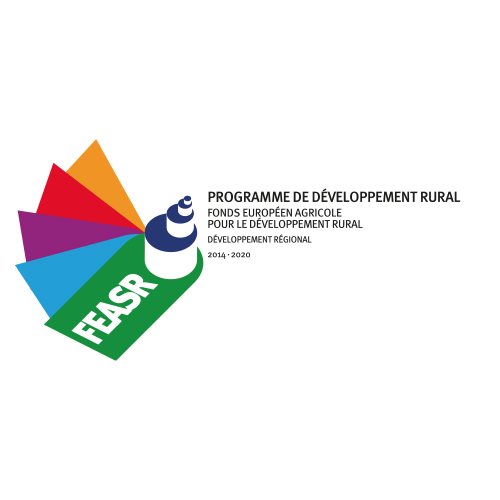 PROGRAMME DE DÉVELOPPEMENT RURAL
FONDS EUROPÉEN AGRICOLE
POUR LE DÉVELOPPEMENT RURAL
DÉVELOPPEMENT RÉGIONAL
2014 · 2020
FEASR